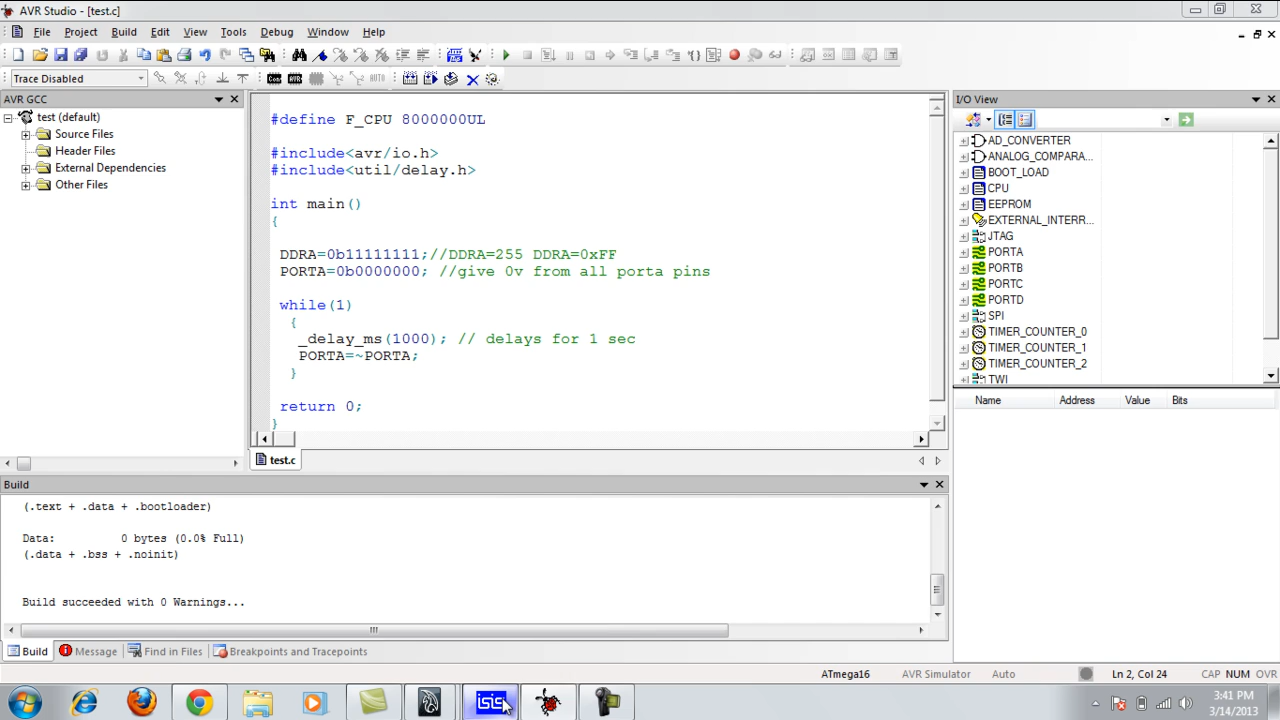 AVR Studio - [test.c]
File Project Build Edit View Tools Debug Window Help
Trace Disabled
Con AVR AUTO
AVR GCC
test (default)
Source Files
Header Files
External Dependencies
Other Files
#define F_CPU 8000000UL
#include<avr/io.h>
#include<util/delay.h>
int main()
{
DDRA=0b11111111;//DDRA=255 DDRA=0xFF
PORTA=0b0000000; //give 0v from all porta pins
while(1)
{
_delay_ms(1000); // delays for 1 sec
PORTA=~PORTA;
}
return 0;
}
test.c
I/O View
AD_CONVERTER
ANALOG_COMPARA...
BOOT_LOAD
CPU
EEPROM
EXTERNAL_INTERR...
JTAG
PORTA
PORTB
PORTC
PORTD
SPI
TIMER_COUNTER_0
TIMER_COUNTER_1
TIMER_COUNTER_2
TWI
Name Address Value Bits
Build
(.text + .data + .bootloader)
Data: 0 bytes (0.0% Full)
(.data + .bss + .noinit)
Build succeeded with 0 Warnings...
Build Message Find in Files Breakpoints and Tracepoints
ATmega16 AVR Simulator Auto Ln 2, Col 24 CAP NUM OVR
isis
3:41 PM
3/14/2013